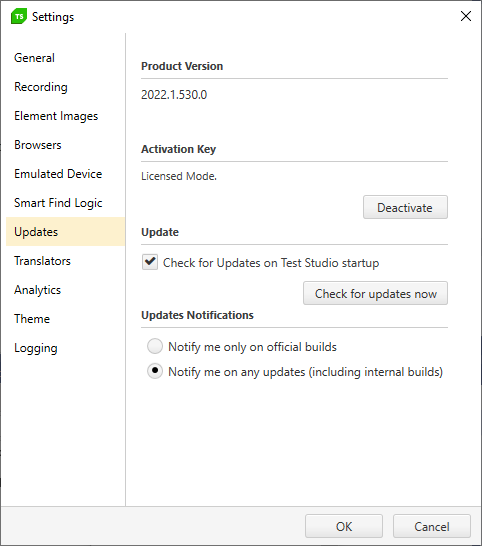 TS Settings
General
Recording
Element Images
Browsers
Emulated Device
Smart Find Logic
Updates
Translators
Analytics
Theme
Logging
Product Version
2022.1.530.0
Activation Key
Licensed Mode.
Deactivate
Update
Check for Updates on Test Studio startup
Check for updates now
Updates Notifications
Notify me only on official builds
Notify me on any updates (including internal builds)
OK Cancel